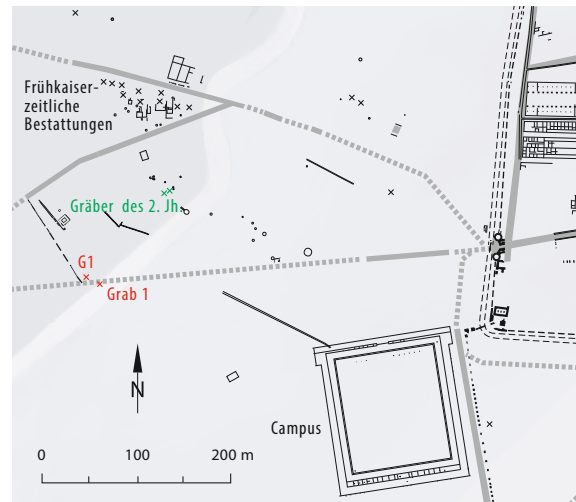 Frühkaiser-
zeitliche
Bestattungen
Gräber des 2. Jh.
G1
Grab 1
N
Campus
0 100 200 m